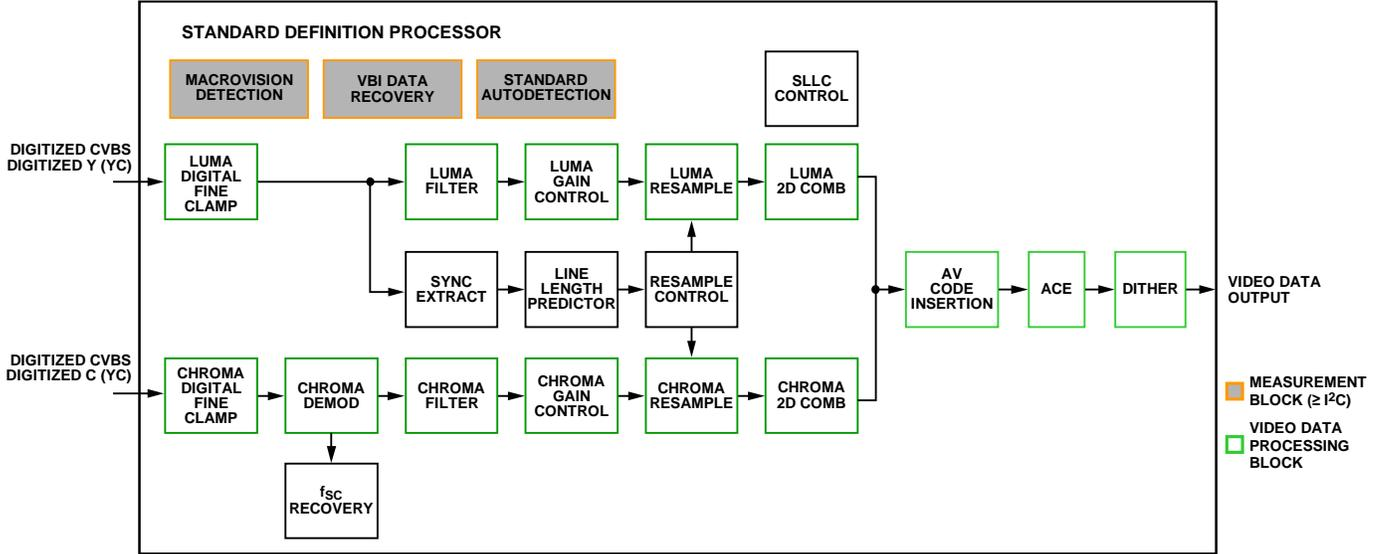 STANDARD DEFINITION PROCESSOR
MACROVISION
DETECTION
VBI DATA
RECOVERY
STANDARD
AUTODETECTION
SLLC
CONTROL
DIGITIZED CVBS
DIGITIZED Y (YC)
LUMA
DIGITAL
FINE
CLAMP
LUMA
FILTER
LUMA
GAIN
CONTROL
LUMA
RESAMPLE
LUMA
2D COMB
SYNC
EXTRACT
LINE
LENGTH
PREDICTOR
RESAMPLE
CONTROL
AV
CODE
INSERTION
ACE
DITHER
VIDEO DATA
OUTPUT
DIGITIZED CVBS
DIGITIZED C (YC)
CHROMA
DIGITAL
FINE
CLAMP
CHROMA
DEMOD
CHROMA
FILTER
CHROMA
GAIN
CONTROL
CHROMA
RESAMPLE
CHROMA
2D COMB
fSC
RECOVERY
MEASUREMENT
BLOCK (≥ I²C)
VIDEO DATA
PROCESSING
BLOCK